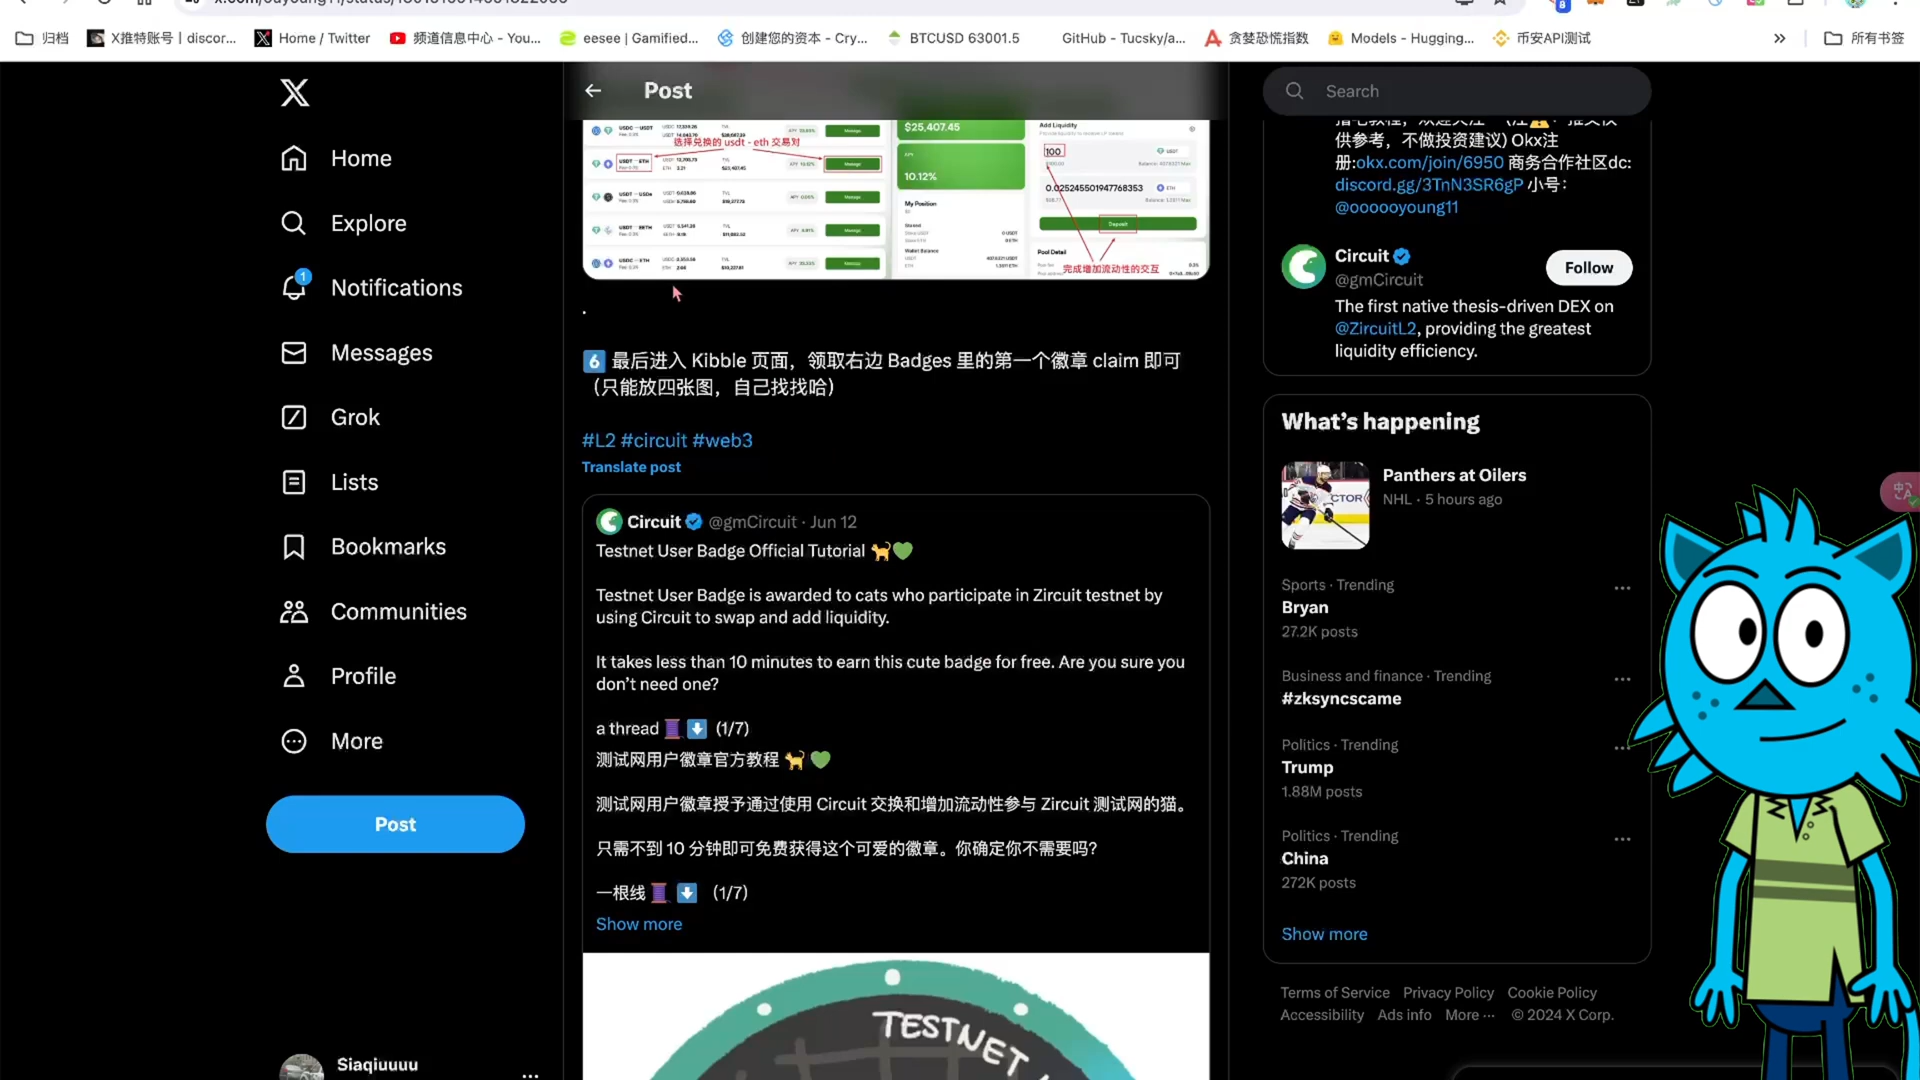 归档
X推特账号 | discor...
Home / Twitter
频道信息中心 - You...
eesee | Gamified...
创建您的资本 - Cry...
BTCUSD 63001.5
GitHub - Tucsky/a...
贪婪恐慌指数
Models - Hugging...
币安API测试
所有书签
Home
Explore
1
Notifications
Messages
Grok
Lists
Bookmarks
Communities
Profile
More
Post
Siaqiuuuu
Post
选择兑换的 usdt - eth 交易对
$25,407.45
10.12%
My Position
Add Liquidity
100
0.025245501947768353
Deposit
Pool Detail
完成增加流动性的交互
.
6 最后进入 Kibble 页面，领取右边 Badges 里的第一个徽章 claim 即可
（只能放四张图，自己找找哈）
#L2 #circuit #web3
Translate post
Circuit @gmCircuit · Jun 12
Testnet User Badge Official Tutorial
Testnet User Badge is awarded to cats who participate in Zircuit testnet by
using Circuit to swap and add liquidity.
It takes less than 10 minutes to earn this cute badge for free. Are you sure you
don't need one?
a thread (1/7)
测试网用户徽章官方教程
测试网用户徽章授予通过使用 Circuit 交换和增加流动性参与 Zircuit 测试网的猫。
只需不到 10 分钟即可免费获得这个可爱的徽章。你确定你不需要吗？
一根线 (1/7)
Show more
TESTNET
Search
供参考，不做投资建议) Okx注
册:okx.com/join/6950 商务合作社区dc:
discord.gg/3TnN3SR6gP 小号：
@oooooyoung11
Circuit
@gmCircuit
Follow
The first native thesis-driven DEX on
@ZircuitL2, providing the greatest
liquidity efficiency.
What's happening
Panthers at Oilers
NHL · 5 hours ago
Sports · Trending
Bryan
27.2K posts
Business and finance · Trending
#zksyncscame
Politics · Trending
Trump
1.88M posts
Politics · Trending
China
272K posts
Show more
Terms of Service Privacy Policy Cookie Policy
Accessibility Ads info More ··· © 2024 X Corp.